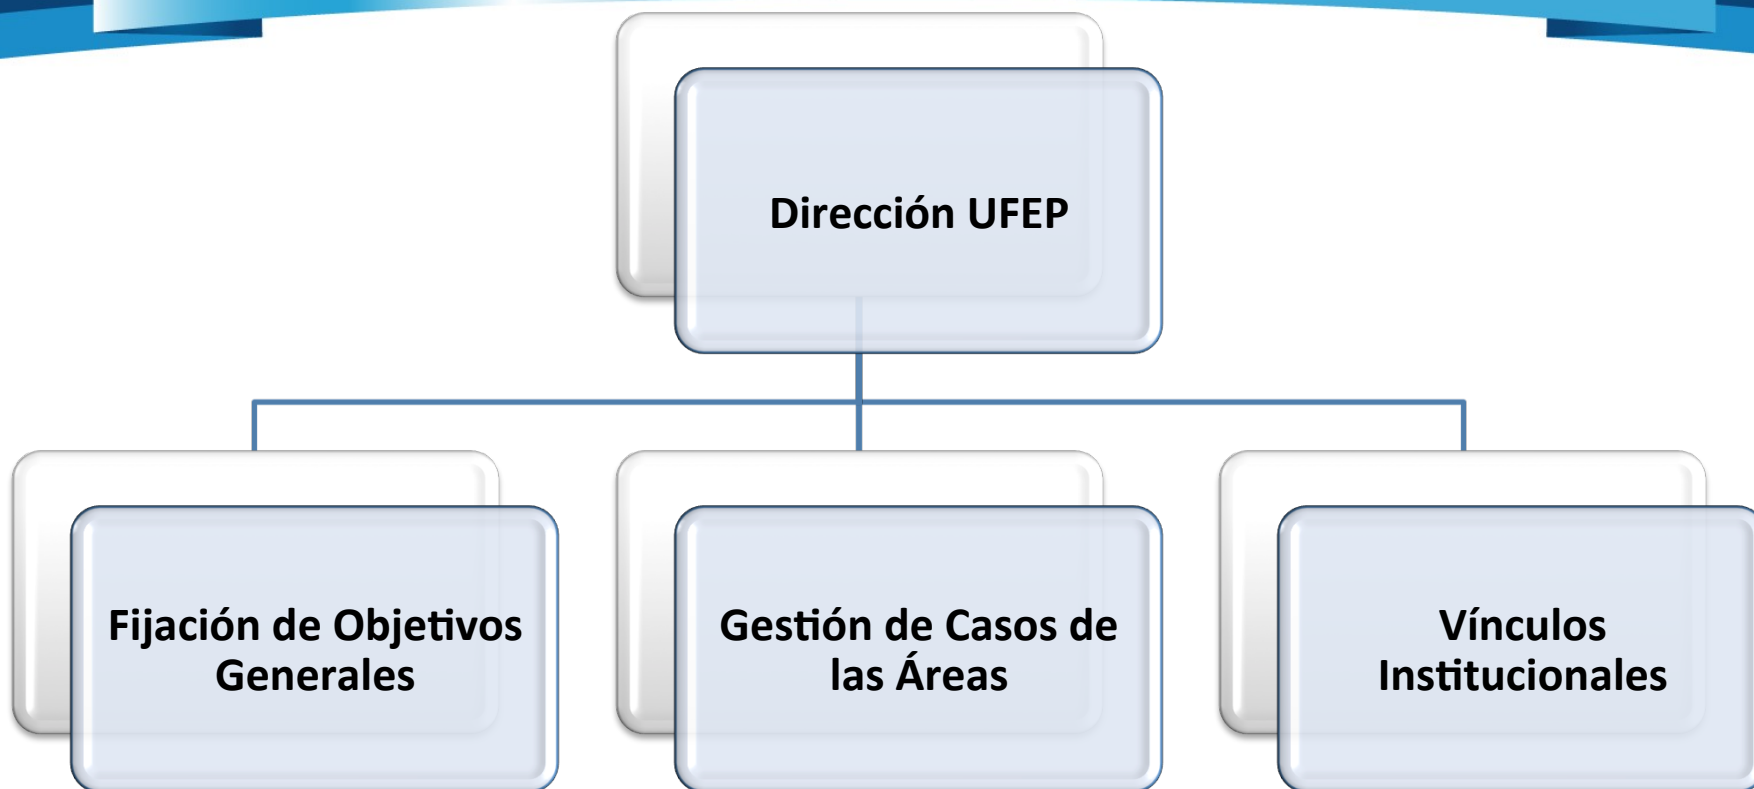 Dirección UFEP
Fijación de Objetivos
Generales
Gestión de Casos de
las Áreas
Vínculos
Institucionales